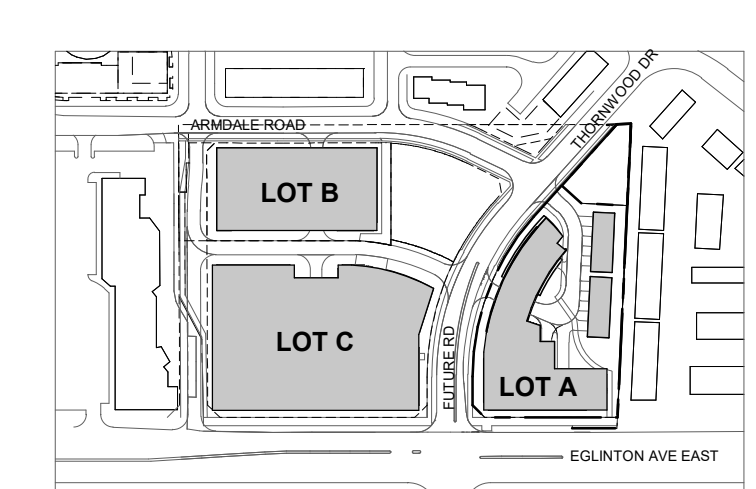 THORNWOOD DR
ARMDALE ROAD
LOT B
LOT C
FUTURE RD
LOT A
EGLINTON AVE EAST